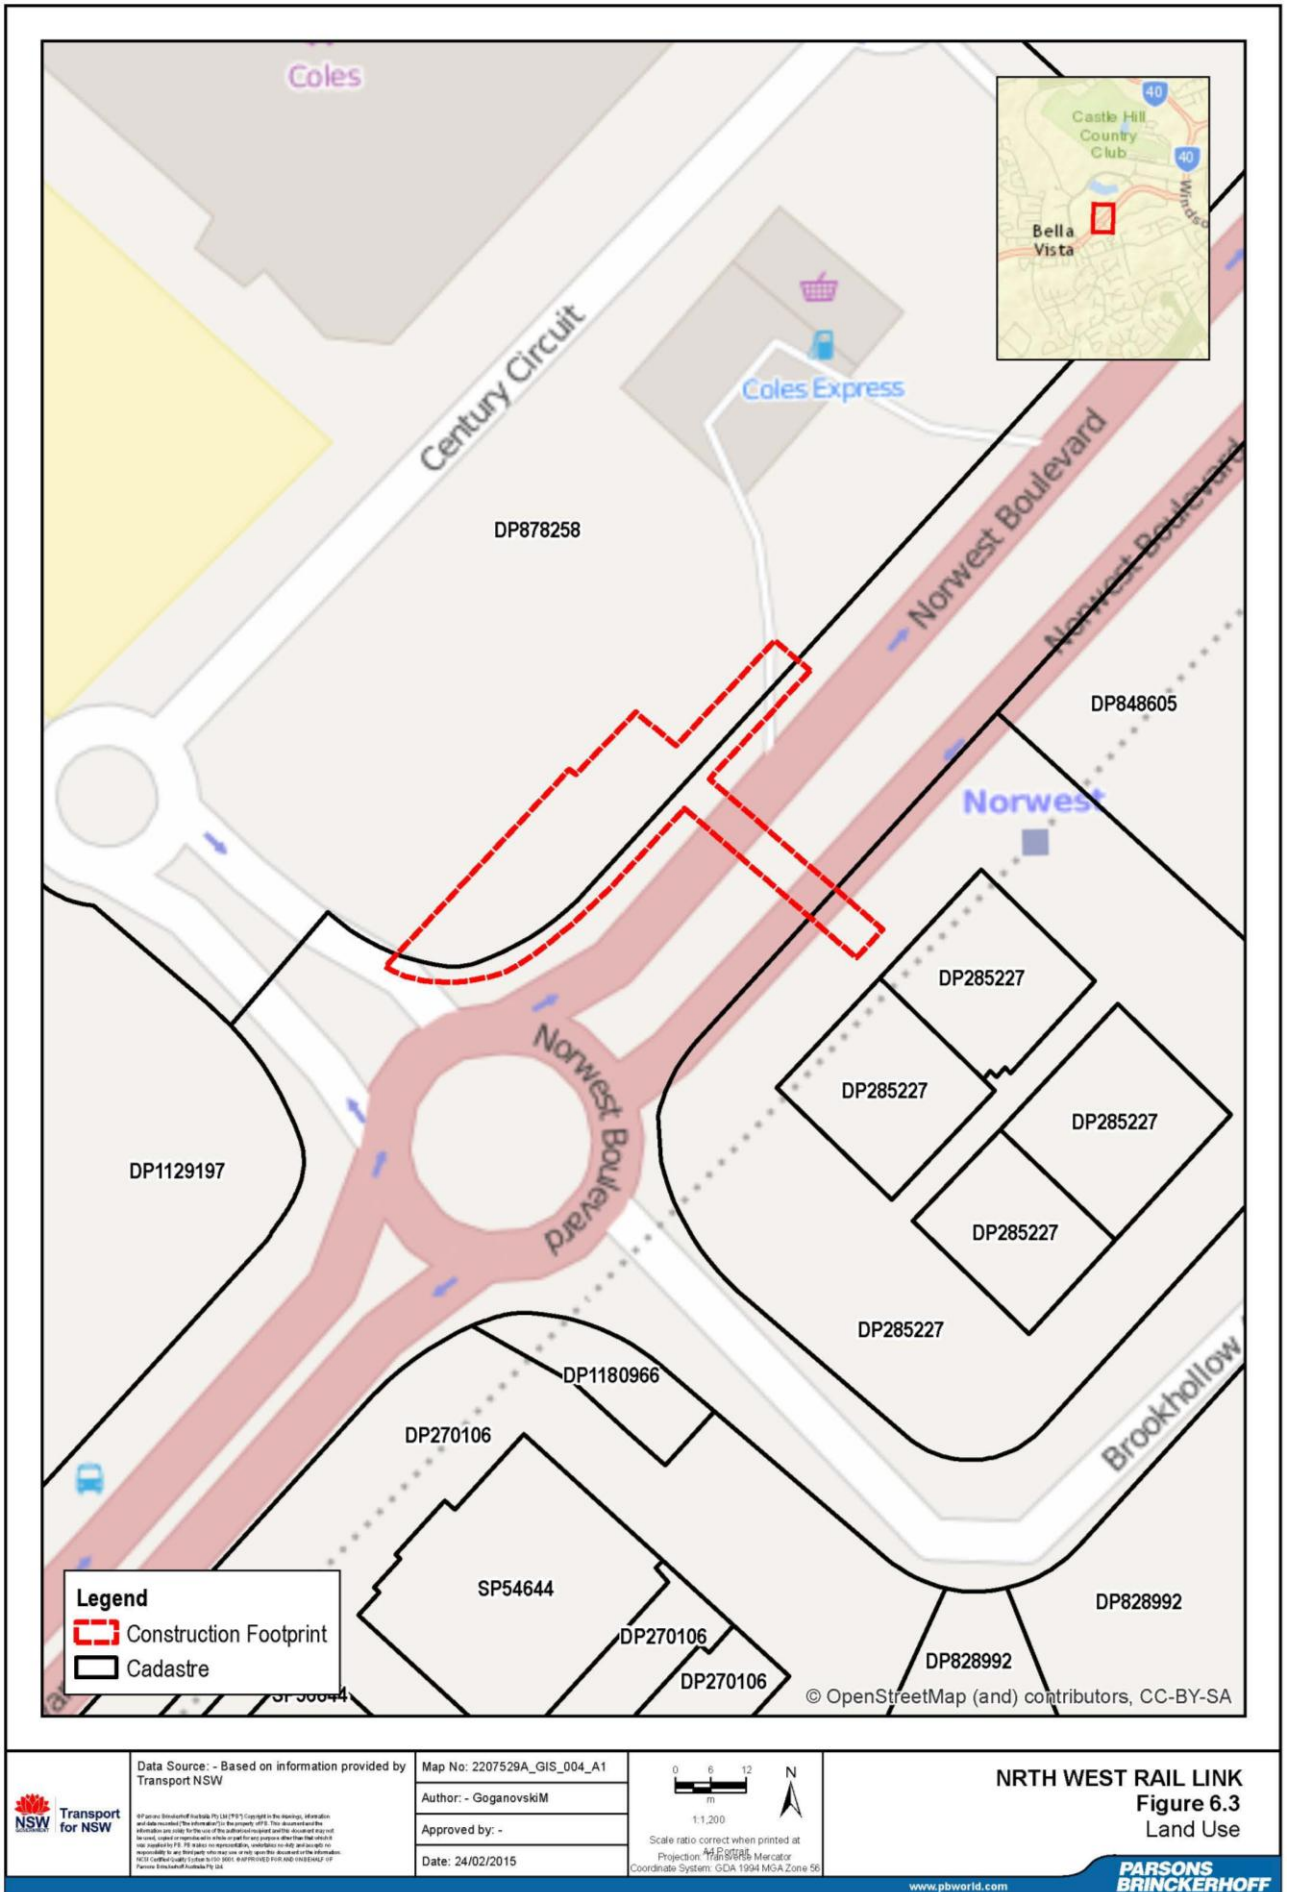 Coles
40
Castle Hill
Country
Club
40
Windso
Bella
Vista
Century Circuit
Coles Express
Norwest Boulevard
Norwest Boulevard
DP878258
DP848605
Norwest
DP285227
DP285227
DP285227
DP285227
DP285227
Norwest Boulevard
DP1129197
DP1180966
DP270106
Brookhollow
SP54644
DP270106
DP270106
DP828992
DP828992
Legend
Construction Footprint
Cadastre
© OpenStreetMap (and) contributors, CC-BY-SA
NSW
GOVERNMENT
Transport
for NSW
Data Source: - Based on information provided by
Transport NSW
Map No: 2207529A_GIS_004_A1
Author: - GoganovskiM
Approved by: -
Date: 24/02/2015
0 6 12
m
N
1:1,200
Scale ratio correct when printed at
A4 Portrait
Projection: Transverse Mercator
Coordinate System: GDA 1994 MGA Zone 56
NRTH WEST RAIL LINK
Figure 6.3
Land Use
www.pbworld.com
PARSONS
BRINCKERHOFF